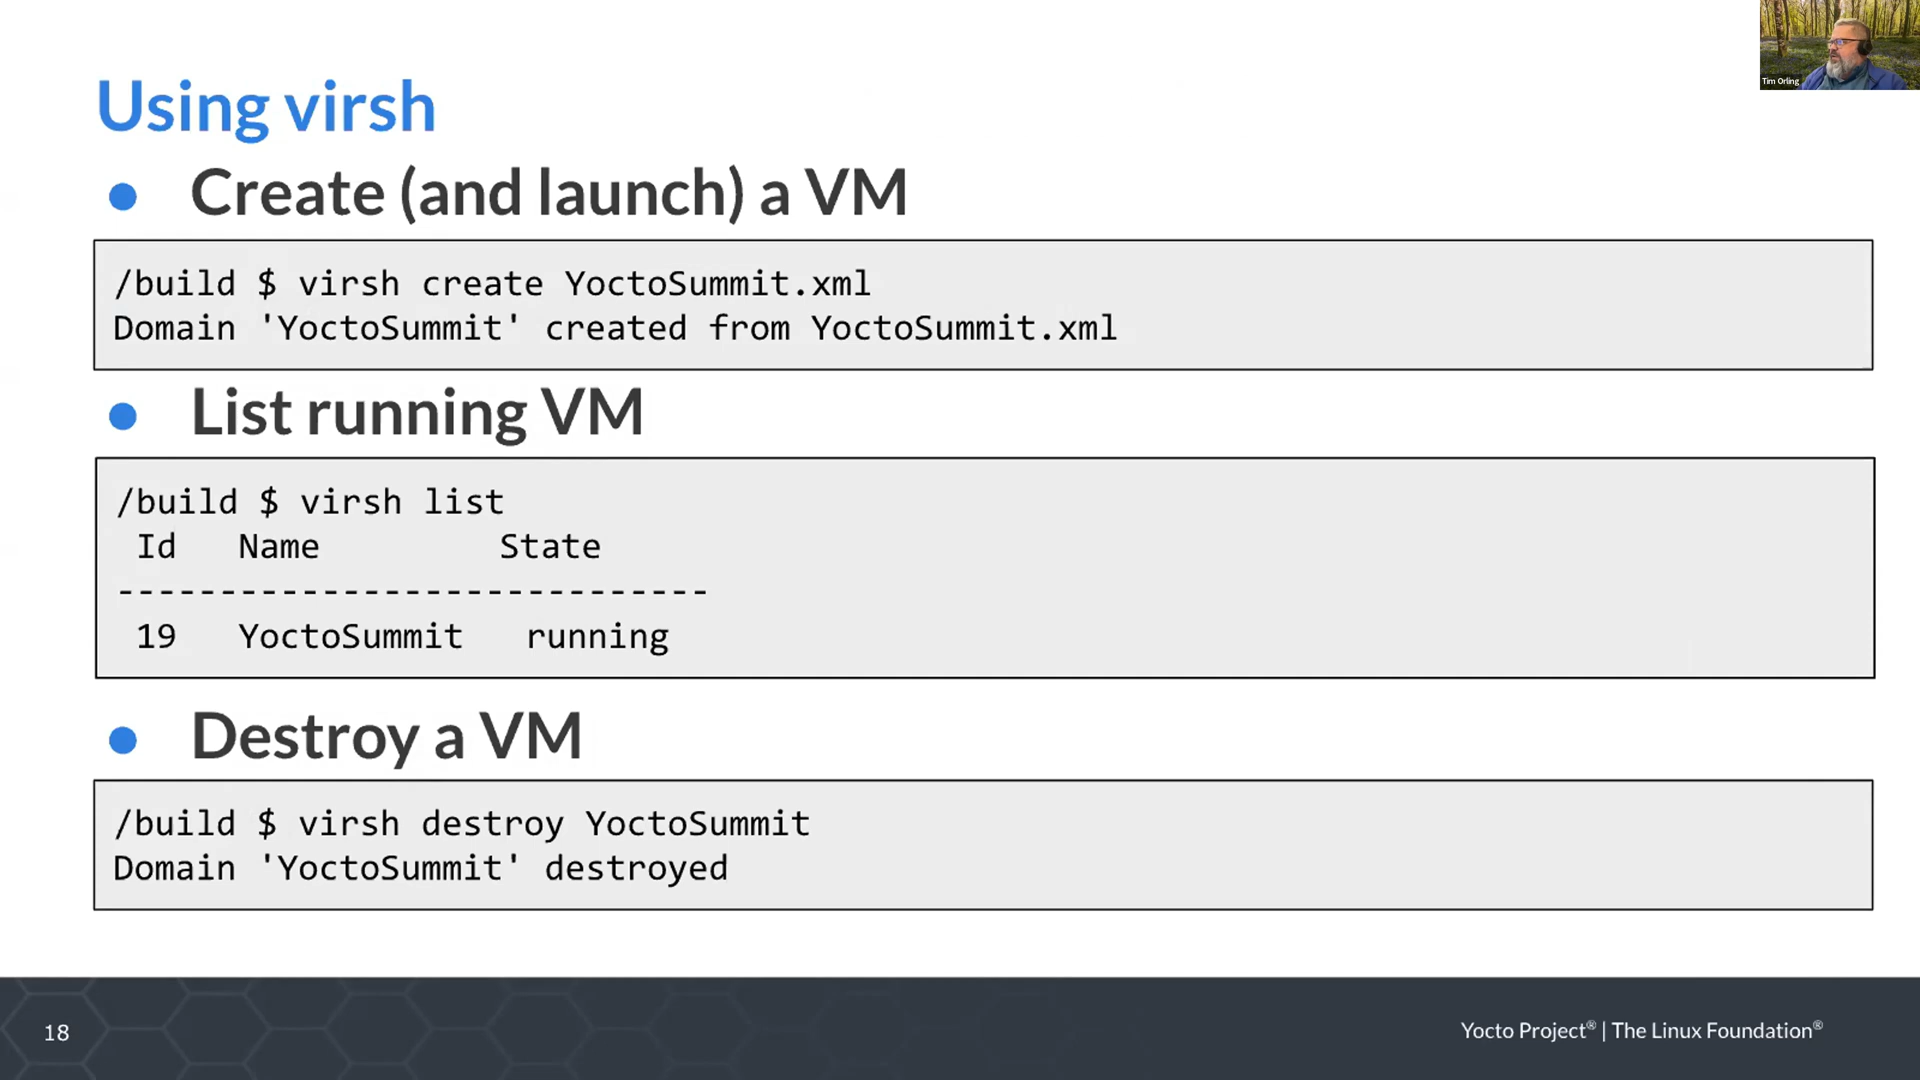 Tim Orling
Using virsh
● Create (and launch) a VM
/build $ virsh create YoctoSummit.xml
Domain 'YoctoSummit' created from YoctoSummit.xml
● List running VM
/build $ virsh list
 Id   Name         State
-----------------------------
 19   YoctoSummit   running
● Destroy a VM
/build $ virsh destroy YoctoSummit
Domain 'YoctoSummit' destroyed
18
Yocto Project® | The Linux Foundation®